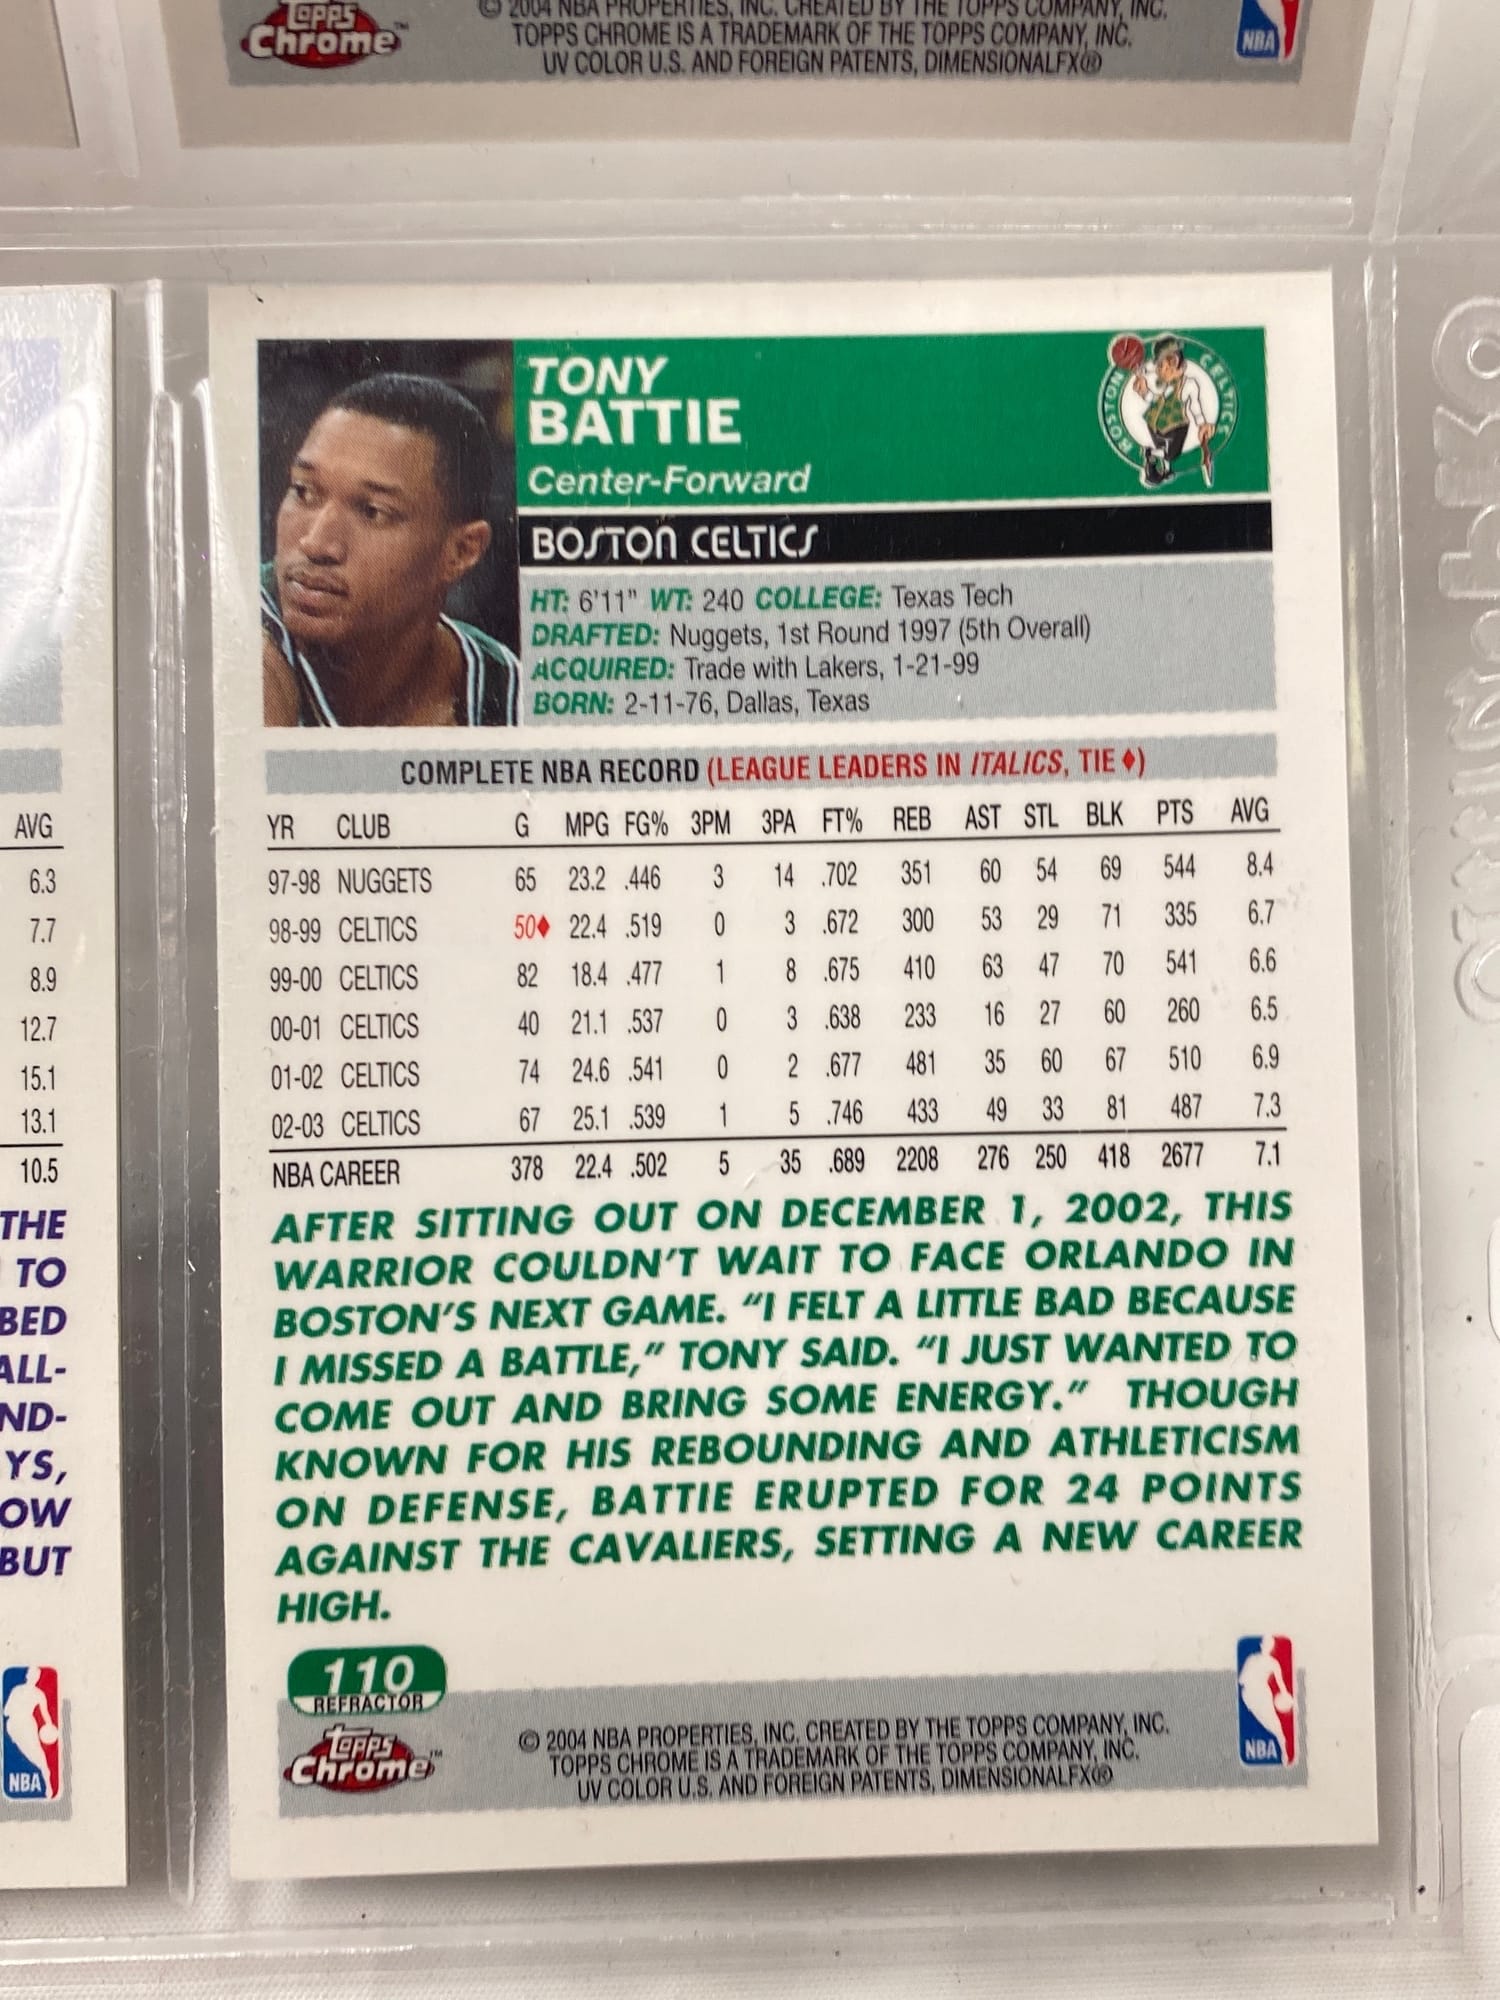 Topps
Chrome™
© 2004 NBA PROPERTIES, INC. CREATED BY THE TOPPS COMPANY, INC.
TOPPS CHROME IS A TRADEMARK OF THE TOPPS COMPANY, INC.
UV COLOR U.S. AND FOREIGN PATENTS, DIMENSIONALFX®
NBA
TONY
BATTIE
Center-Forward
BOSTON CELTICS
BOSTON CELTICS
HT: 6'11" WT: 240 COLLEGE: Texas Tech
DRAFTED: Nuggets, 1st Round 1997 (5th Overall)
ACQUIRED: Trade with Lakers, 1-21-99
BORN: 2-11-76, Dallas, Texas
COMPLETE NBA RECORD (LEAGUE LEADERS IN ITALICS, TIE ♦)
YR CLUB G MPG FG% 3PM 3PA FT% REB AST STL BLK PTS AVG
97-98 NUGGETS 65 23.2 .446 3 14 .702 351 60 54 69 544 8.4
98-99 CELTICS 50♦ 22.4 .519 0 3 .672 300 53 29 71 335 6.7
99-00 CELTICS 82 18.4 .477 1 8 .675 410 63 47 70 541 6.6
00-01 CELTICS 40 21.1 .537 0 3 .638 233 16 27 60 260 6.5
01-02 CELTICS 74 24.6 .541 0 2 .677 481 35 60 67 510 6.9
02-03 CELTICS 67 25.1 .539 1 5 .746 433 49 33 81 487 7.3
NBA CAREER 378 22.4 .502 5 35 .689 2208 276 250 418 2677 7.1
AFTER SITTING OUT ON DECEMBER 1, 2002, THIS
WARRIOR COULDN'T WAIT TO FACE ORLANDO IN
BOSTON'S NEXT GAME. "I FELT A LITTLE BAD BECAUSE
I MISSED A BATTLE," TONY SAID. "I JUST WANTED TO
COME OUT AND BRING SOME ENERGY." THOUGH
KNOWN FOR HIS REBOUNDING AND ATHLETICISM
ON DEFENSE, BATTIE ERUPTED FOR 24 POINTS
AGAINST THE CAVALIERS, SETTING A NEW CAREER
HIGH.
110
REFRACTOR
Topps
Chrome™
© 2004 NBA PROPERTIES, INC. CREATED BY THE TOPPS COMPANY, INC.
TOPPS CHROME IS A TRADEMARK OF THE TOPPS COMPANY, INC.
UV COLOR U.S. AND FOREIGN PATENTS, DIMENSIONALFX®
NBA
AVG
6.3
7.7
8.9
12.7
15.1
13.1
10.5
THE
TO
BED
ALL-
ND-
YS,
OW
BUT
NBA